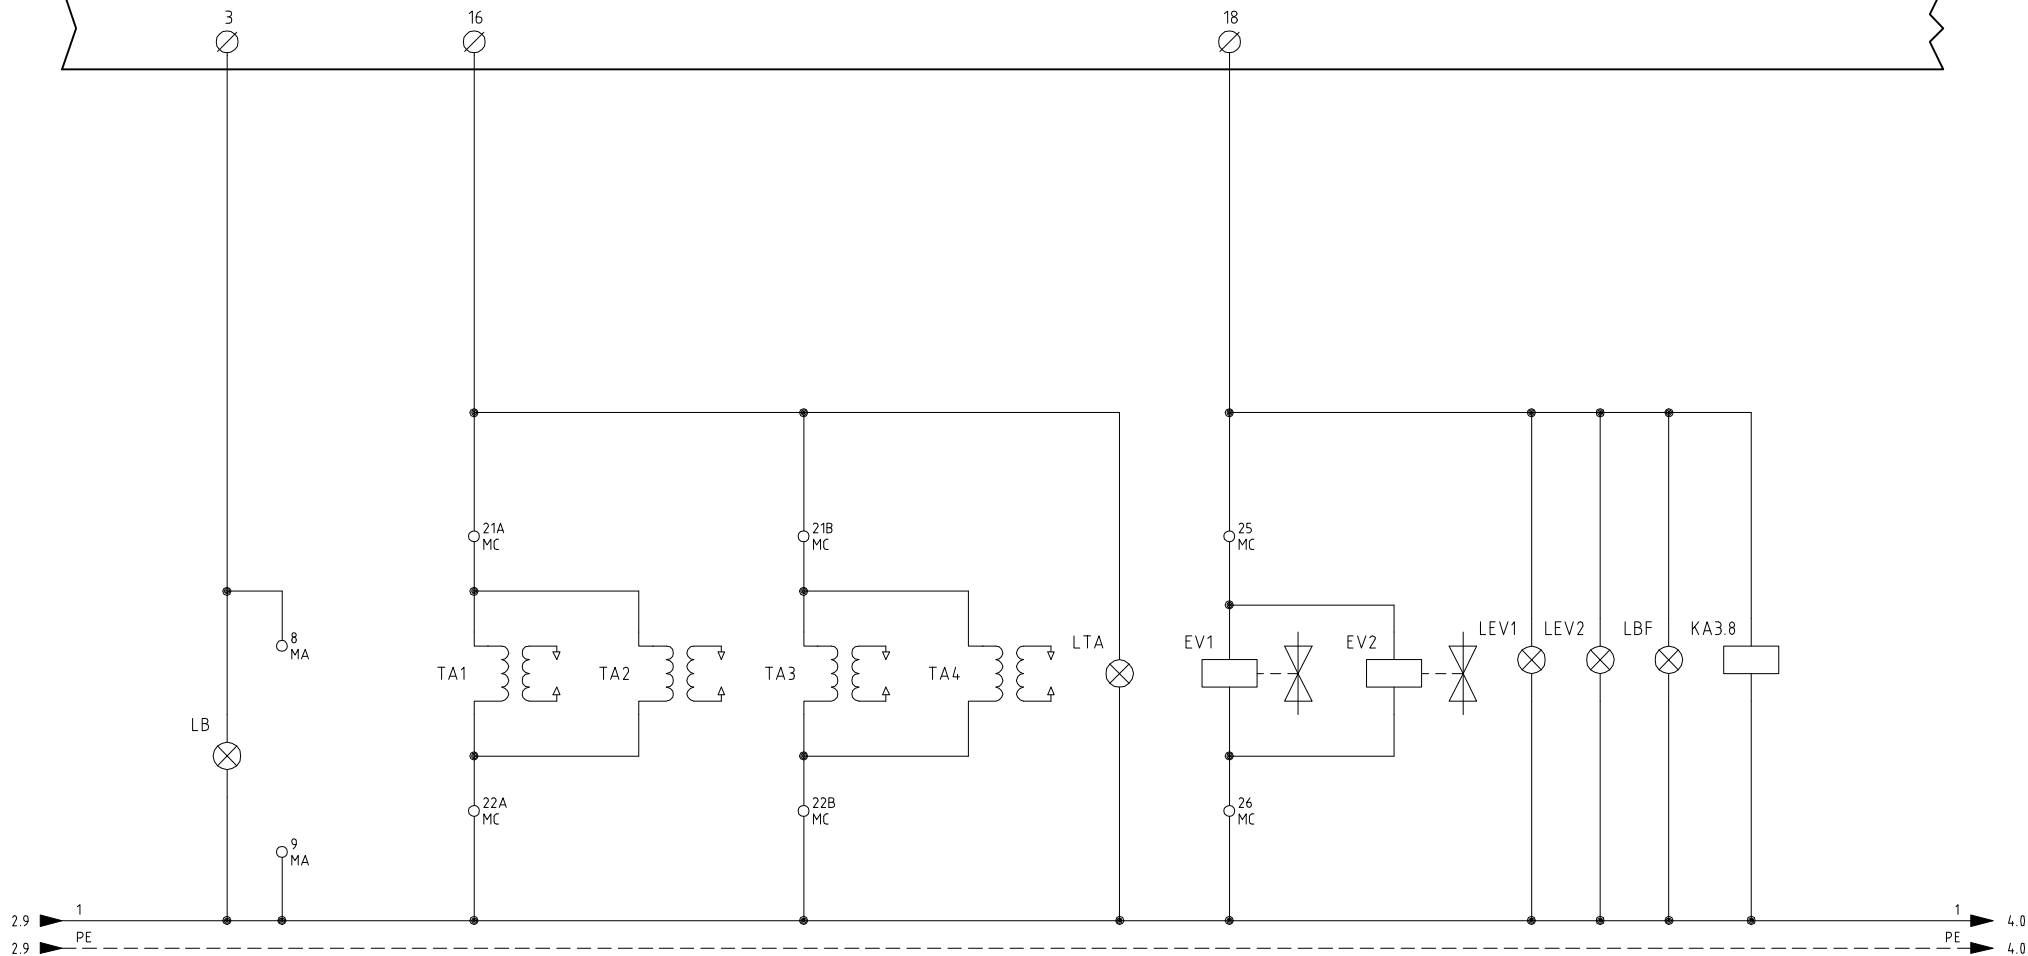 3
16
18
21A
MC
21B
MC
25
MC
8
MA
LTA
EV1
EV2
LEV1
LEV2
LBF
KA3.8
TA1
TA2
TA3
TA4
LB
22A
MC
22B
MC
26
MC
9
MA
1
1
2.9
4.0
PE
PE
2.9
4.0